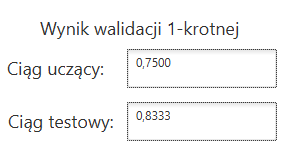 Wynik walidacji 1-krotnej
Ciąg uczący: 0,7500
Ciąg testowy: 0,8333